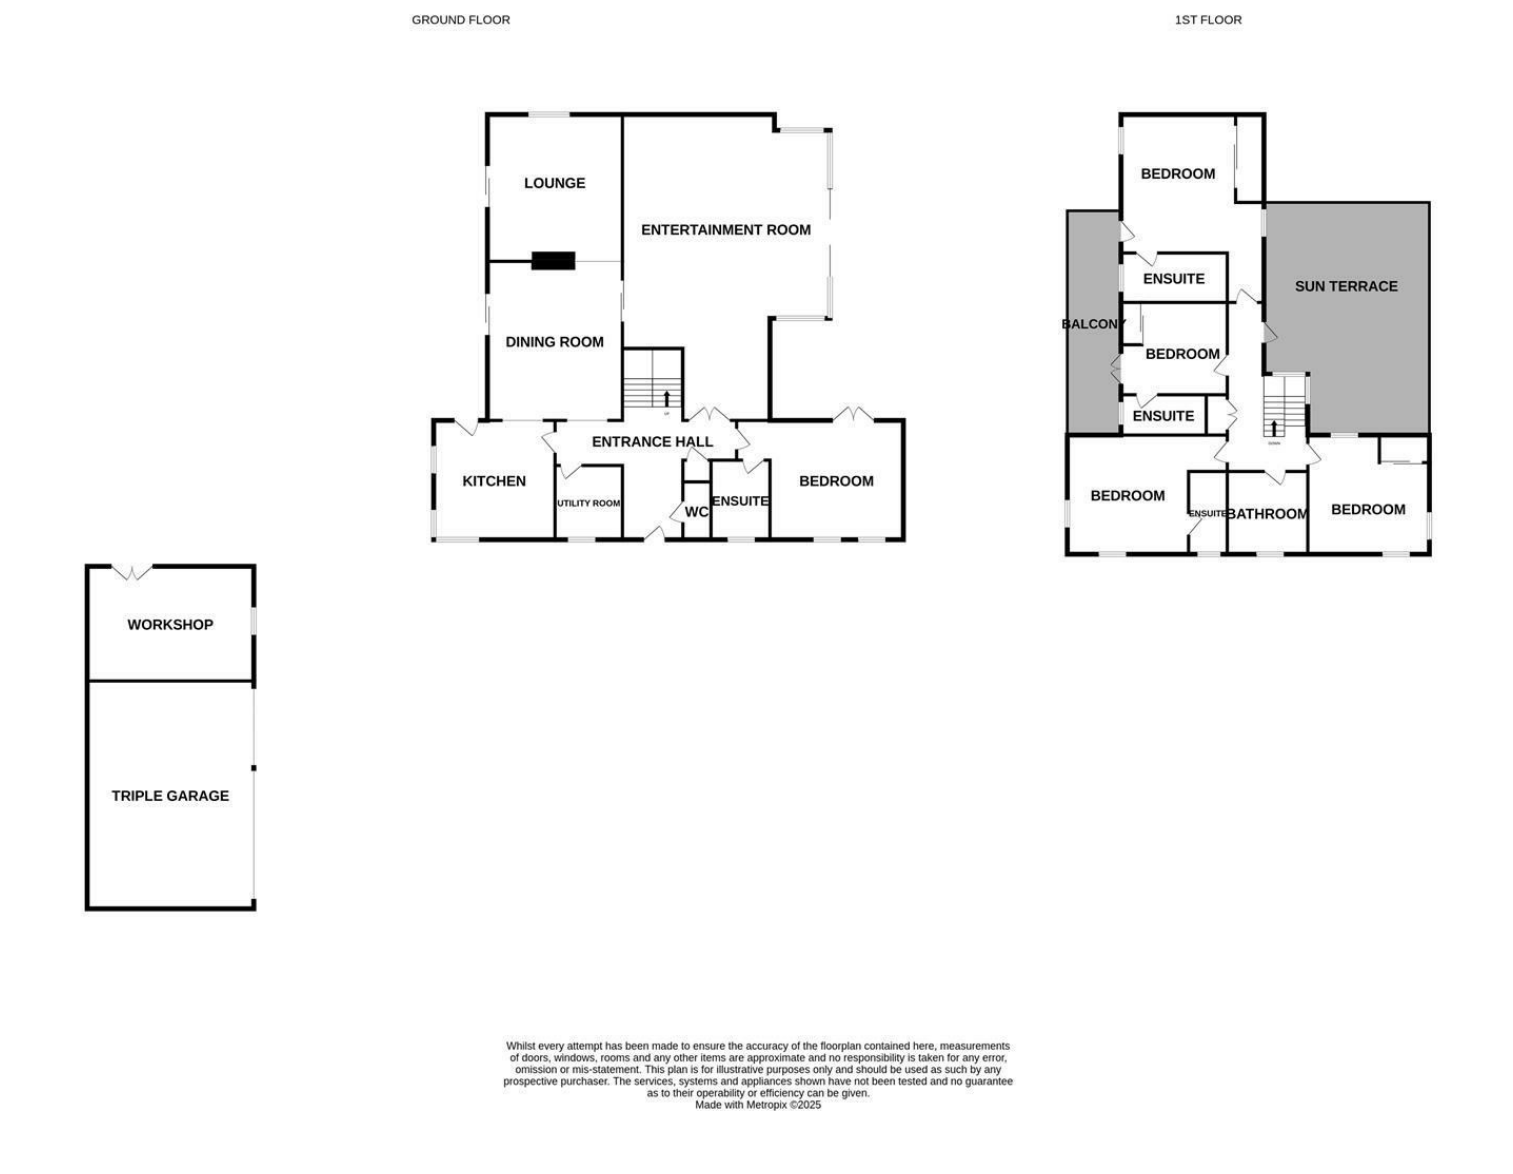 GROUND FLOOR
1ST FLOOR
LOUNGE
ENTERTAINMENT ROOM
DINING ROOM
UP
ENTRANCE HALL
KITCHEN
UTILITY ROOM
WC
ENSUITE
BEDROOM
WORKSHOP
TRIPLE GARAGE
BEDROOM
ENSUITE
SUN TERRACE
BALCONY
BEDROOM
ENSUITE
DOWN
BEDROOM
ENSUITE
BATHROOM
BEDROOM
Whilst every attempt has been made to ensure the accuracy of the floorplan contained here, measurements
of doors, windows, rooms and any other items are approximate and no responsibility is taken for any error,
omission or mis-statement. This plan is for illustrative purposes only and should be used as such by any
prospective purchaser. The services, systems and appliances shown have not been tested and no guarantee
as to their operability or efficiency can be given.
Made with Metropix ©2025